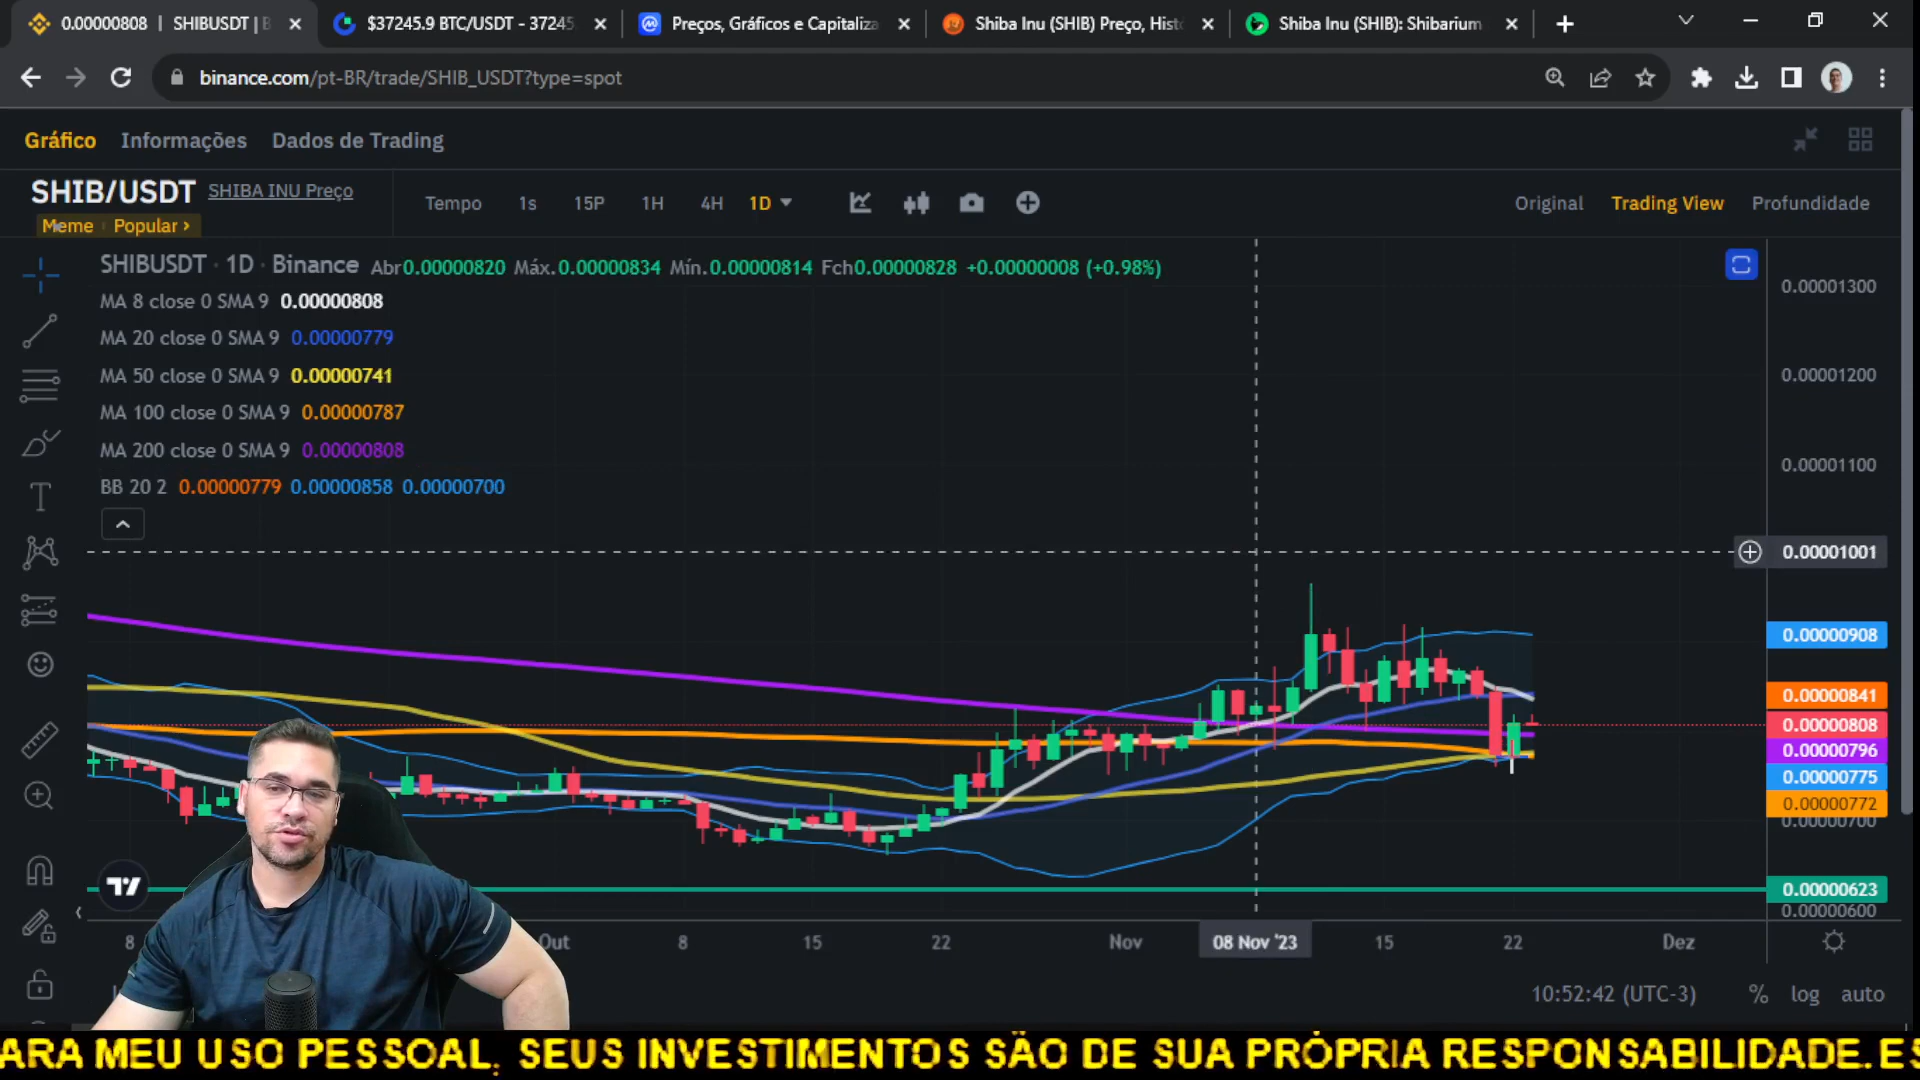 0.00000808 | SHIBUSDT | B
$37245.9 BTC/USDT - 37245
Preços, Gráficos e Capitaliza
Shiba Inu (SHIB) Preço, Histó
Shiba Inu (SHIB): Shibarium
binance.com/pt-BR/trade/SHIB_USDT?type=spot
Gráfico Informações Dados de Trading
SHIB/USDT SHIBA INU Preço
Meme Popular >
Tempo 1s 15P 1H 4H 1D
Original Trading View Profundidade
SHIBUSDT · 1D · Binance Abr0.00000820 Máx.0.00000834 Mín.0.00000814 Fch0.00000828 +0.00000008 (+0.98%)
MA 8 close 0 SMA 9 0.00000808
MA 20 close 0 SMA 9 0.00000779
MA 50 close 0 SMA 9 0.00000741
MA 100 close 0 SMA 9 0.00000787
MA 200 close 0 SMA 9 0.00000808
BB 20 2 0.00000779 0.00000858 0.00000700
0.00001300
0.00001200
0.00001100
0.00001001
0.00000908
0.00000841
0.00000808
0.00000796
0.00000775
0.00000772
0.00000700
0.00000623
0.00000600
8 Out 8 15 22 Nov 08 Nov '23 15 22 Dez
10:52:42 (UTC-3) % log auto
ARA MEU USO PESSOAL, SEUS INVESTIMENTOS SÃO DE SUA PRÓPRIA RESPONSABILIDADE.ES